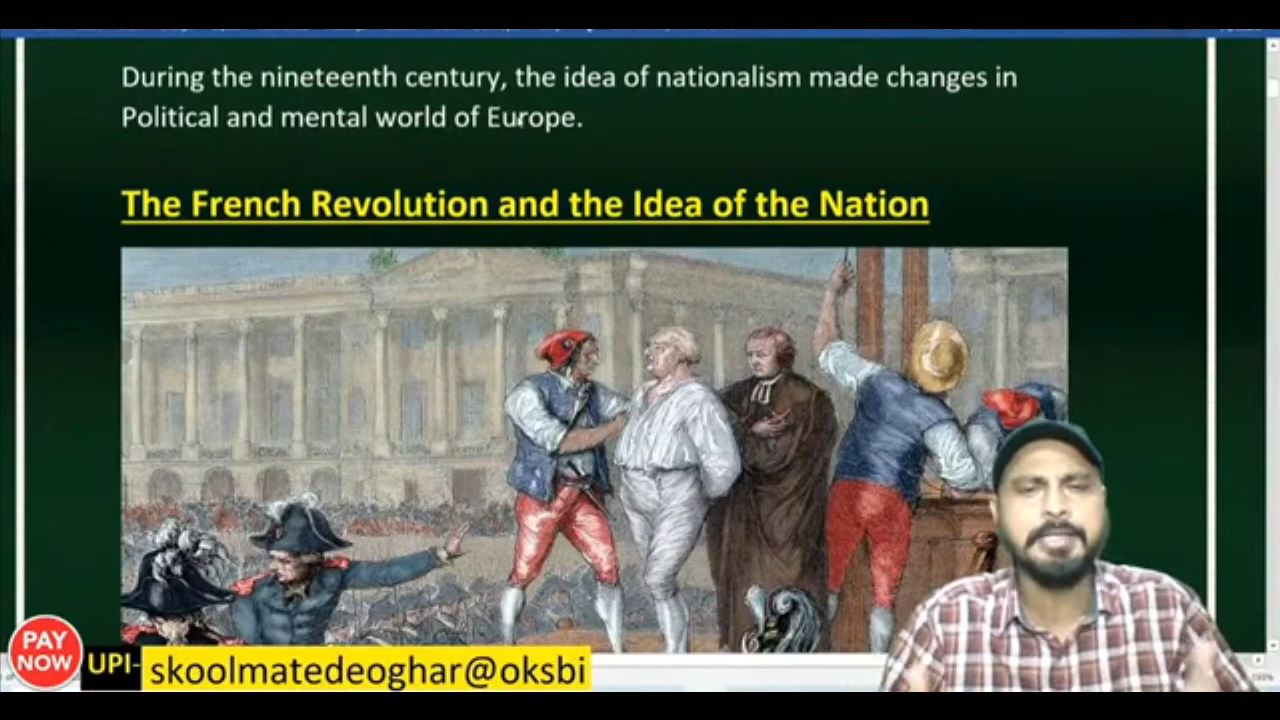 During the nineteenth century, the idea of nationalism made changes in
Political and mental world of Europe.
The French Revolution and the Idea of the Nation
PAY
NOW
UPI-
skoolmatedeoghar@oksbi